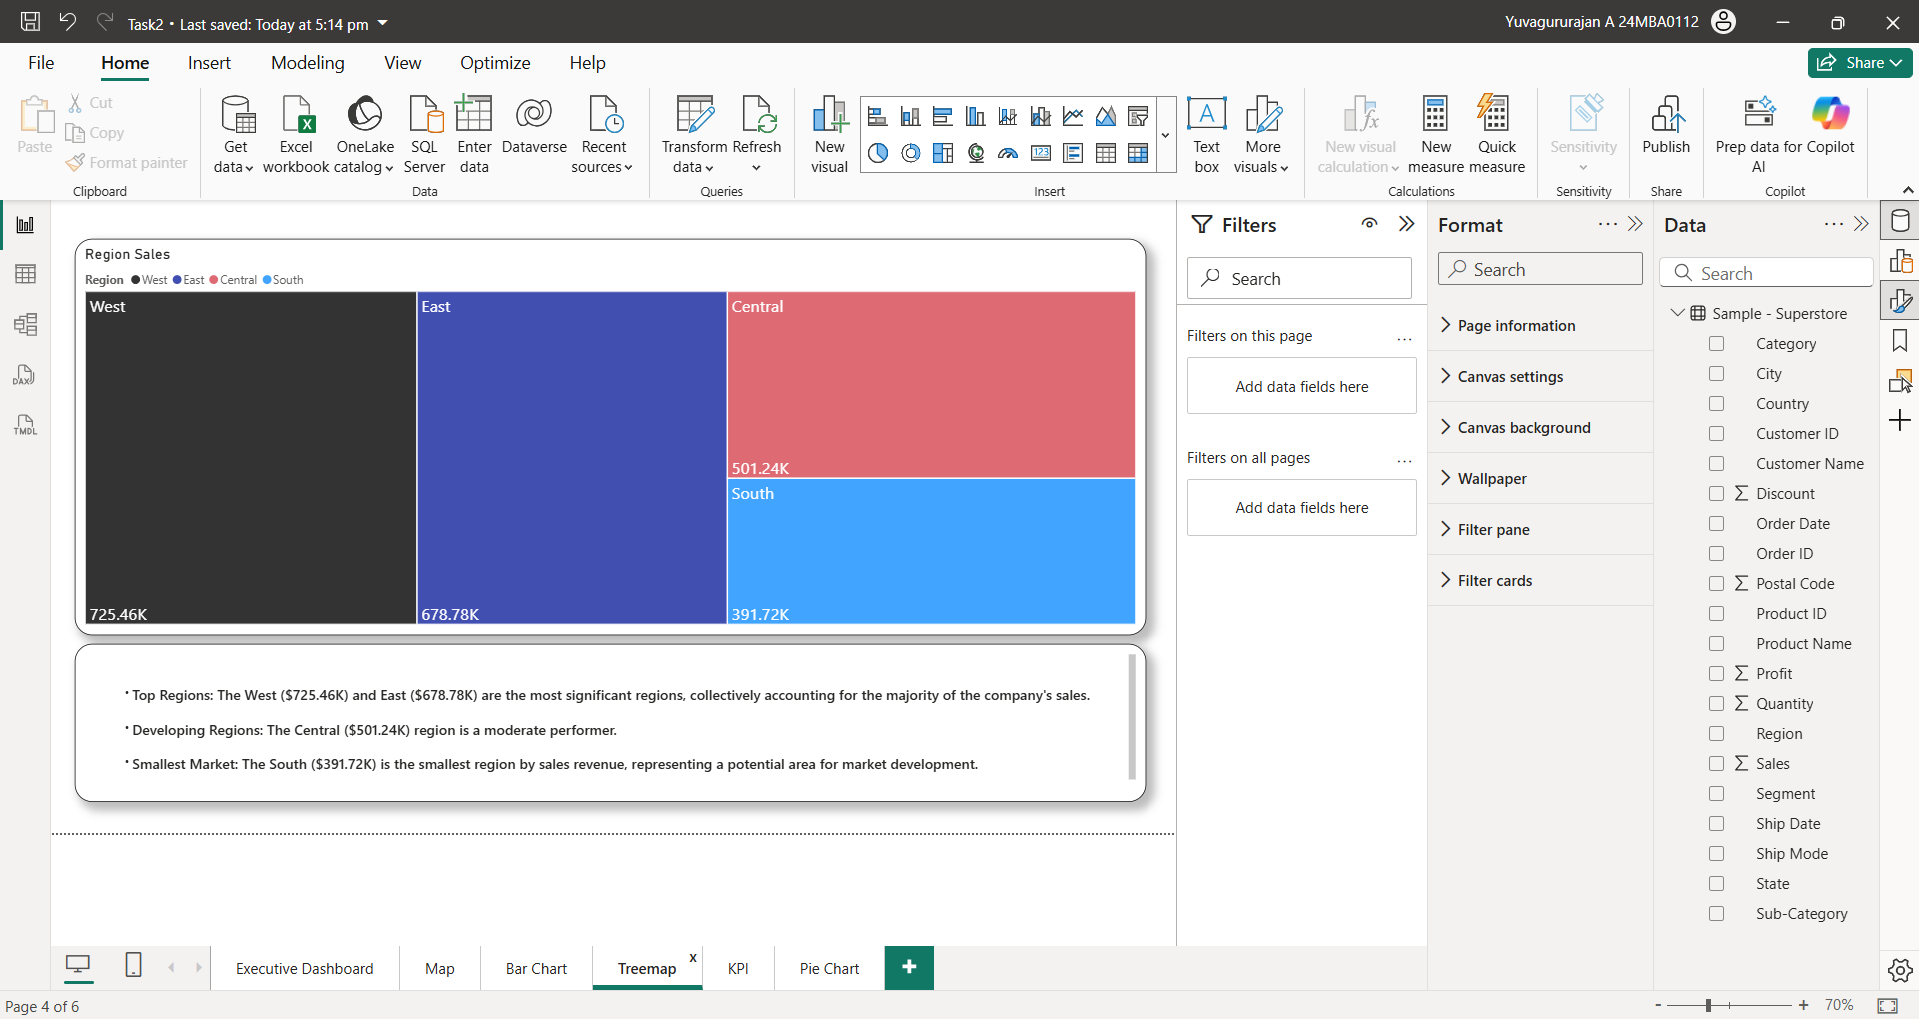 Task2 • Last saved: Today at 5:14 pm
Yuvagururajan A 24MBA0112
File Home Insert Modeling View Optimize Help
Share
Paste
Cut
Copy
Format painter
Clipboard
Get data
Excel workbook
OneLake catalog
SQL Server
Enter data
Dataverse
Recent sources
Data
Transform data
Refresh
Queries
New visual
123
A
Text box
More visuals
Insert
New visual calculation
New measure
Quick measure
Calculations
Sensitivity
Sensitivity
Publish
Share
Prep data for AI
Copilot
Copilot
DAX
TMDL
Region Sales
Region West East Central South
West
725.46K
East
678.78K
Central
501.24K
South
391.72K
• Top Regions: The West ($725.46K) and East ($678.78K) are the most significant regions, collectively accounting for the majority of the company's sales.
• Developing Regions: The Central ($501.24K) region is a moderate performer.
• Smallest Market: The South ($391.72K) is the smallest region by sales revenue, representing a potential area for market development.
Filters
Search
Filters on this page
...
Add data fields here
Filters on all pages
...
Add data fields here
Format
Search
Page information
Canvas settings
Canvas background
Wallpaper
Filter pane
Filter cards
Data
Search
Sample - Superstore
Category
City
Country
Customer ID
Customer Name
∑ Discount
Order Date
Order ID
∑ Postal Code
Product ID
Product Name
∑ Profit
∑ Quantity
Region
∑ Sales
Segment
Ship Date
Ship Mode
State
Sub-Category
Executive Dashboard
Map
Bar Chart
Treemap x
KPI
Pie Chart
+
Page 4 of 6
- + 70%